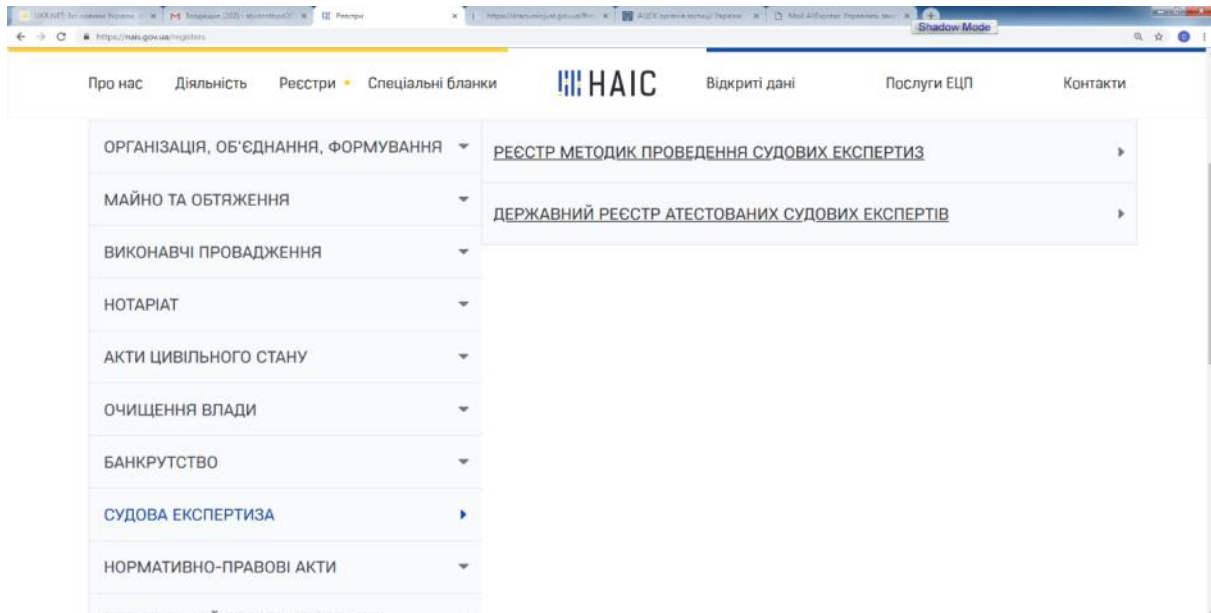 Реєстри
Shadow Mode
https://nais.gov.ua/registers
Про нас
Діяльність
Реєстри
Спеціальні бланки
НАІС
Відкриті дані
Послуги ЕЦП
Контакти
ОРГАНІЗАЦІЯ, ОБ'ЄДНАННЯ, ФОРМУВАННЯ
МАЙНО ТА ОБТЯЖЕННЯ
ВИКОНАВЧІ ПРОВАДЖЕННЯ
НОТАРІАТ
АКТИ ЦИВІЛЬНОГО СТАНУ
ОЧИЩЕННЯ ВЛАДИ
БАНКРУТСТВО
СУДОВА ЕКСПЕРТИЗА
НОРМАТИВНО-ПРАВОВІ АКТИ
РЕЄСТР МЕТОДИК ПРОВЕДЕННЯ СУДОВИХ ЕКСПЕРТИЗ
ДЕРЖАВНИЙ РЕЄСТР АТЕСТОВАНИХ СУДОВИХ ЕКСПЕРТІВ